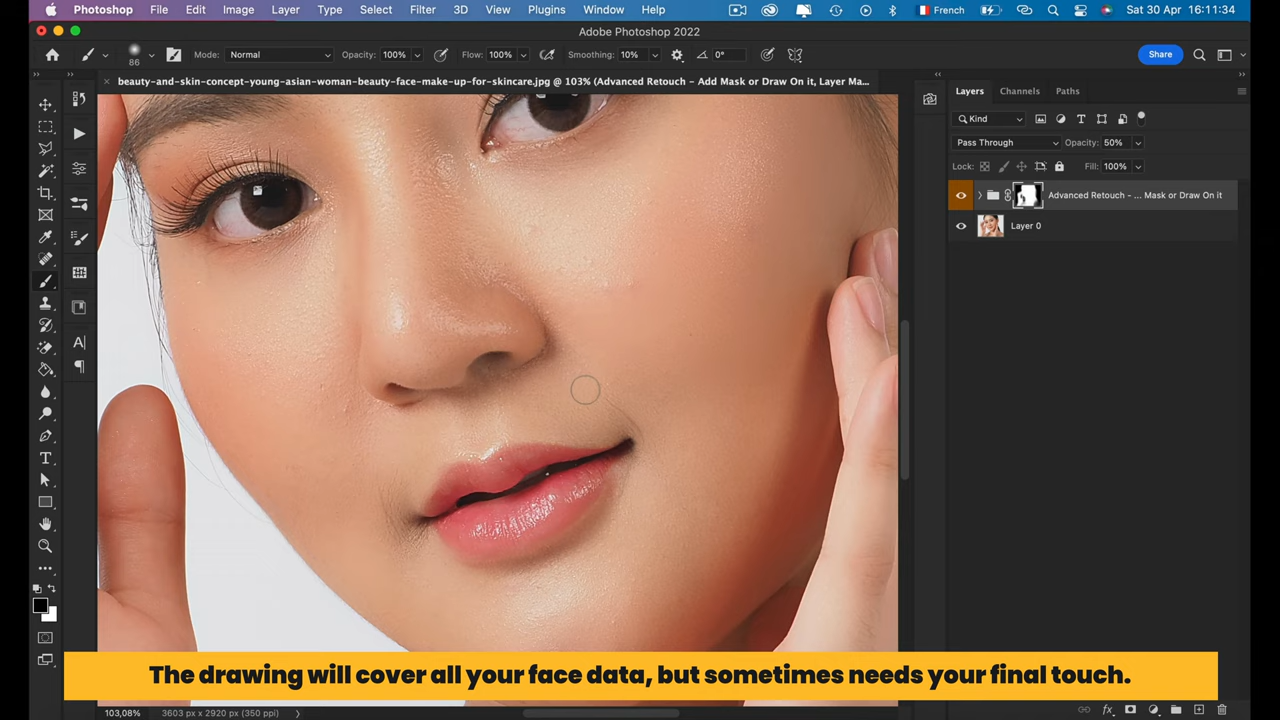 Photoshop File Edit Image Layer Type Select Filter 3D View Plugins Window Help French Sat 30 Apr 16:11:34
Adobe Photoshop 2022
86 Mode: Normal Opacity: 100% Flow: 100% Smoothing: 10% 0° Share
× beauty-and-skin-concept-young-asian-woman-beauty-face-make-up-for-skincare.jpg @ 103% (Advanced Retouch - Add Mask or Draw On it, Layer Ma...
Layers Channels Paths
Kind
Pass Through Opacity: 50%
Lock: Fill: 100%
Advanced Retouch - ... Mask or Draw On it
Layer 0
The drawing will cover all your face data, but sometimes needs your final touch.
103,08% 3603 px x 2920 px (350 ppi)